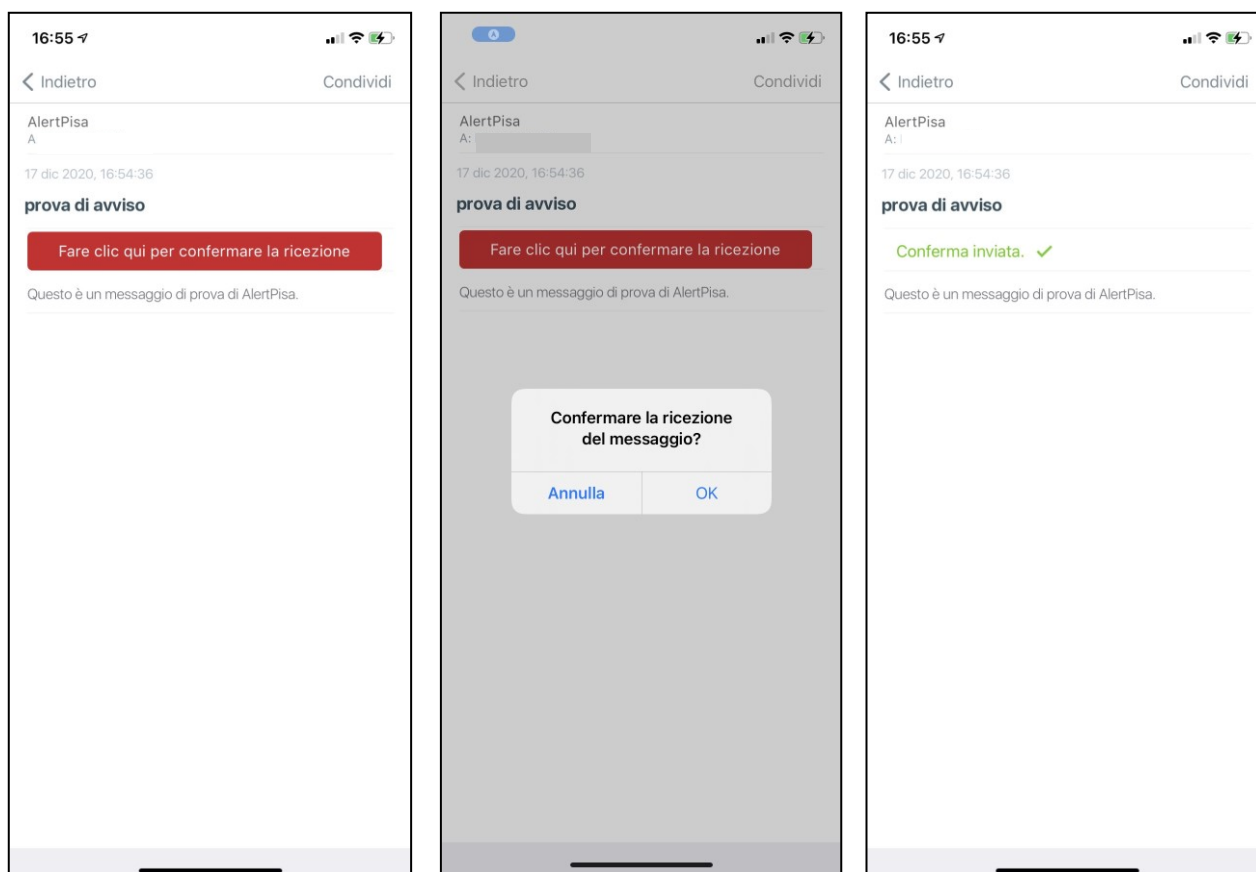 16:55
Indietro
Condividi
AlertPisa
A
17 dic 2020, 16:54:36
prova di avviso
Fare clic qui per confermare la ricezione
Questo è un messaggio di prova di AlertPisa.
Indietro
Condividi
AlertPisa
A:
17 dic 2020, 16:54:36
prova di avviso
Fare clic qui per confermare la ricezione
Questo è un messaggio di prova di AlertPisa.
Confermare la ricezione
del messaggio?
Annulla
OK
16:55
Indietro
Condividi
AlertPisa
A:
17 dic 2020, 16:54:36
prova di avviso
Conferma inviata.
Questo è un messaggio di prova di AlertPisa.